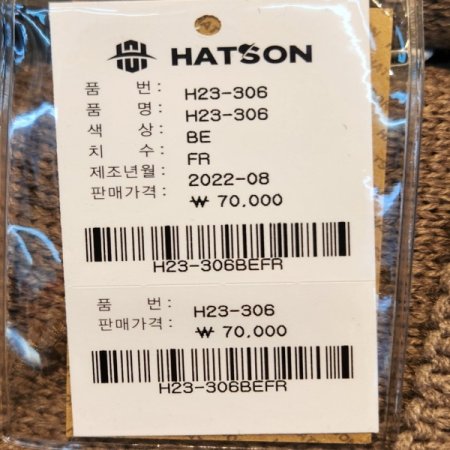 HATSON
품 번: H23-306
품 명: H23-306
색 상: BE
치 수: FR
제조년월: 2022-08
판매가격: ₩ 70,000
H23-306BEFR
품 번: H23-306
판매가격: ₩ 70,000
H23-306BEFR